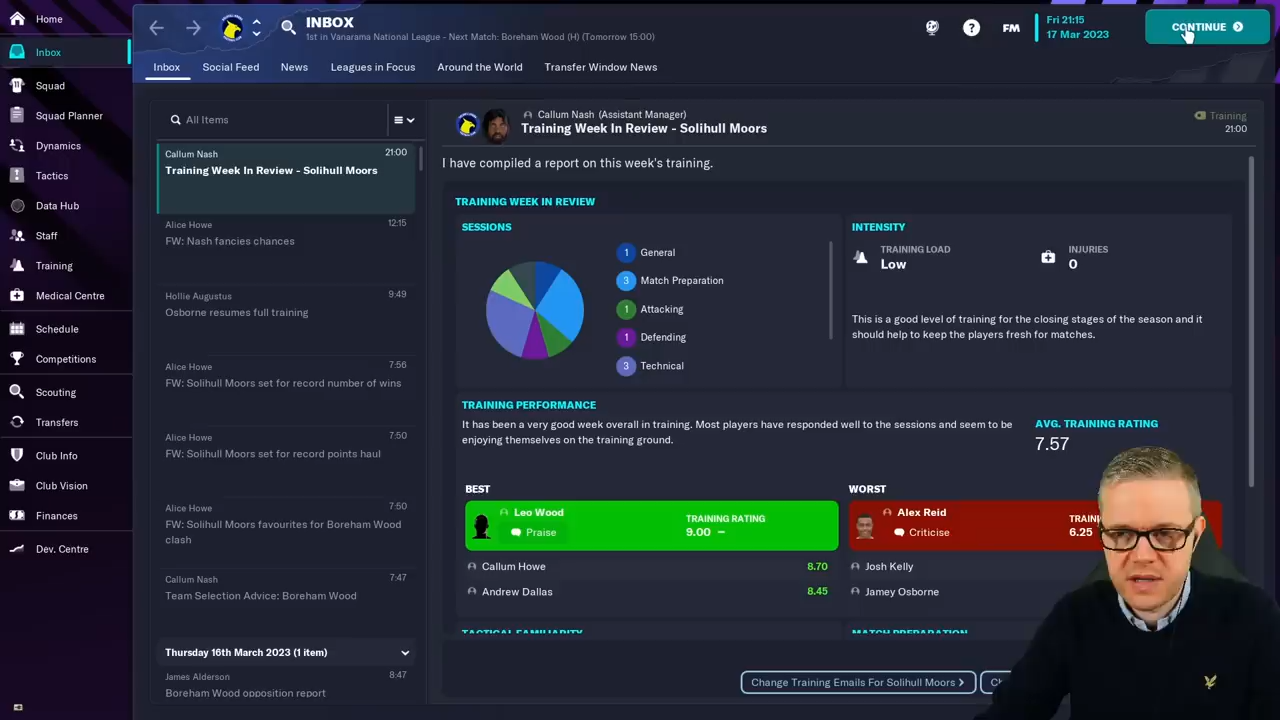 Home
Inbox
Squad
Squad Planner
Dynamics
Tactics
Data Hub
Staff
Training
Medical Centre
Schedule
Competitions
Scouting
Transfers
Club Info
Club Vision
Finances
Dev. Centre
INBOX
1st in Vanarama National League - Next Match: Boreham Wood (H) (Tomorrow 15:00)
FM
Fri 21:15
17 Mar 2023
CONTINUE
Inbox
Social Feed
News
Leagues in Focus
Around the World
Transfer Window News
All Items
Callum Nash 21:00
Training Week In Review - Solihull Moors
Alice Howe 12:15
FW: Nash fancies chances
Hollie Augustus 9:49
Osborne resumes full training
Alice Howe 7:56
FW: Solihull Moors set for record number of wins
Alice Howe 7:50
FW: Solihull Moors set for record points haul
Alice Howe 7:50
FW: Solihull Moors favourites for Boreham Wood
clash
Callum Nash 7:47
Team Selection Advice: Boreham Wood
Thursday 16th March 2023 (1 item)
James Alderson 8:47
Boreham Wood opposition report
Callum Nash (Assistant Manager)
Training Week In Review - Solihull Moors
Training
21:00
I have compiled a report on this week's training.
TRAINING WEEK IN REVIEW
SESSIONS
1 General
3 Match Preparation
1 Attacking
1 Defending
3 Technical
INTENSITY
TRAINING LOAD
Low
INJURIES
0
This is a good level of training for the closing stages of the season and it
should help to keep the players fresh for matches.
TRAINING PERFORMANCE
It has been a very good week overall in training. Most players have responded well to the sessions and seem to be
enjoying themselves on the training ground.
AVG. TRAINING RATING
7.57
BEST
Leo Wood
Praise
TRAINING RATING
9.00 –
Callum Howe 8.70
Andrew Dallas 8.45
WORST
Alex Reid
Criticise
6.25
Josh Kelly
Jamey Osborne
TACTICAL FAMILIARITY
MATCH PREPARATION
Change Training Emails For Solihull Moors >